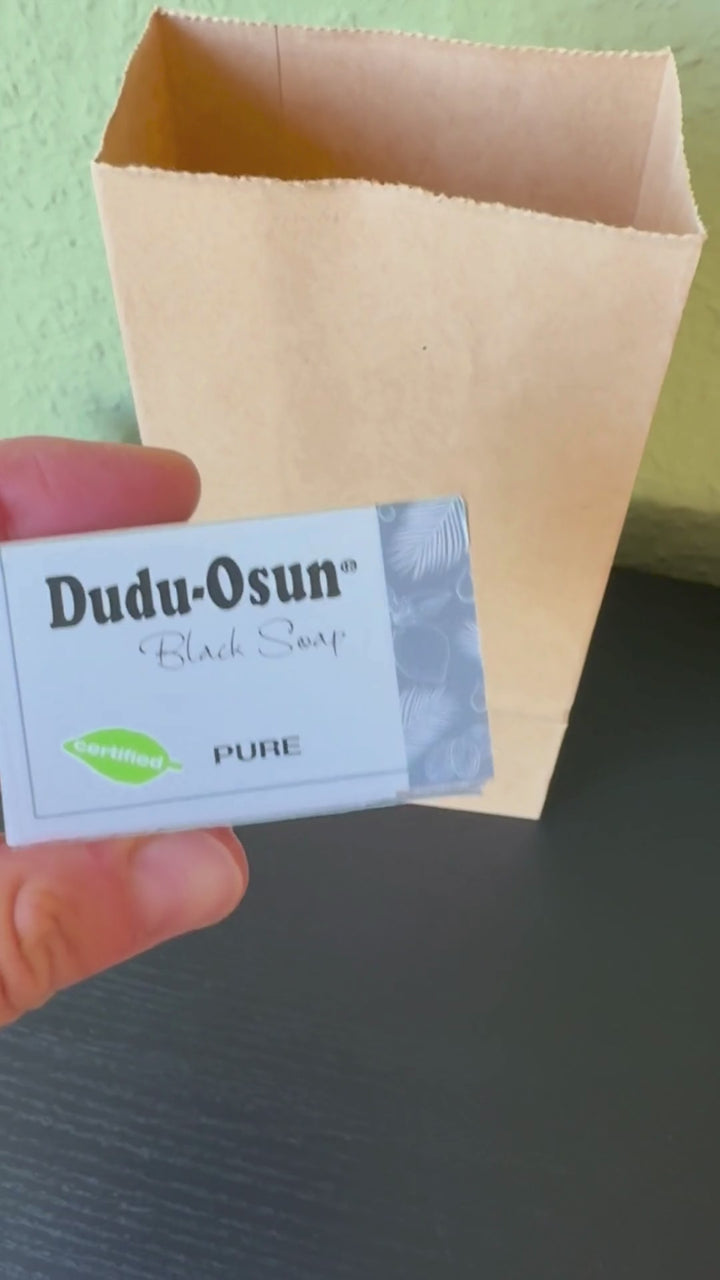 Dudu-Osun®
Black Soap
certified
PURE